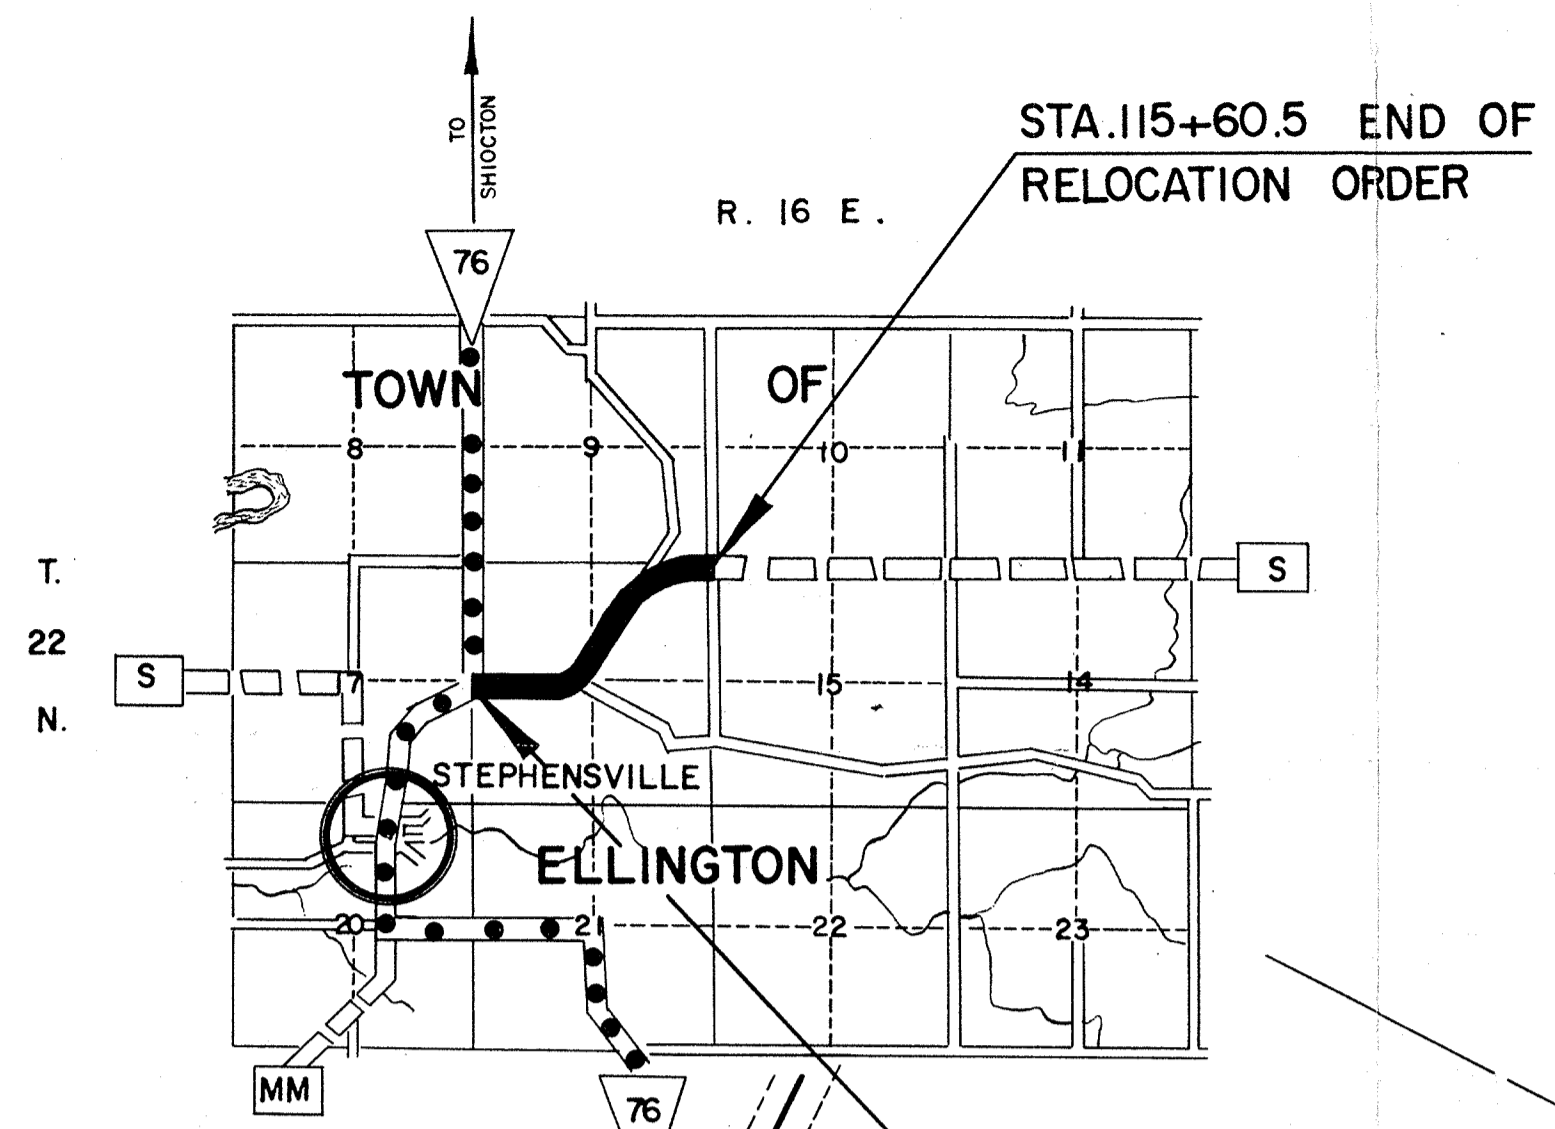 TO
SHIOCTON
STA.115+60.5 END OF
RELOCATION ORDER
R. 16 E.
76
TOWN OF
8 9 10 11
T.
22
N.
S
S
17 15 14
STEPHENSVILLE
ELLINGTON
20 21 22 23
MM
76